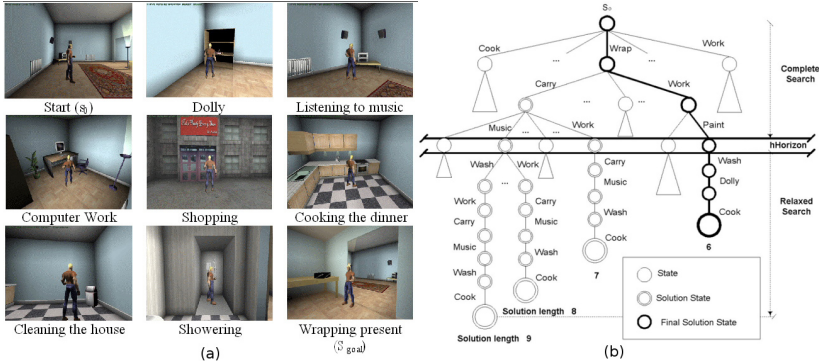 Start (s0)
Dolly
Listening to music
Computer Work
Shopping
Cooking the dinner
Cleaning the house
Showering
Wrapping present
(S goal)
(a)
S0
Cook
...
Wrap
...
Work
Complete
Search
Carry
...
Work
...
Music
...
Work
Paint
hHorizon
Wash
...
Work
Carry
Wash
Music
Dolly
Work
Carry
Wash
Cook
Carry
Music
Cook
6
Relaxed
Search
Music
Wash
7
Wash
Cook
Cook
Solution length 8
Solution length 9
State
Solution State
Final Solution State
(b)